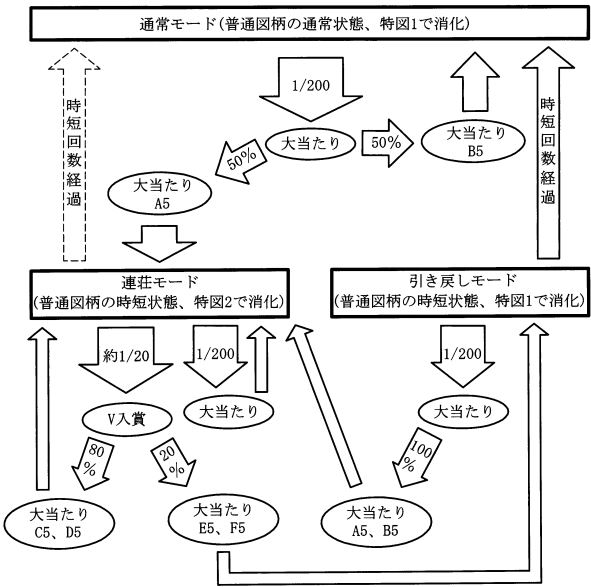 通常モード(普通図柄の通常状態、特図1で消化)
時短回数経過
1/200
時短回数経過
大当たり
50%
大当たり
B5
50%
大当たり
A5
連荘モード
(普通図柄の時短状態、特図2で消化)
引き戻しモード
(普通図柄の時短状態、特図1で消化)
約1/20
1/200
1/200
V入賞
大当たり
大当たり
80%
20%
100%
大当たり
C5、D5
大当たり
E5、F5
大当たり
A5、B5